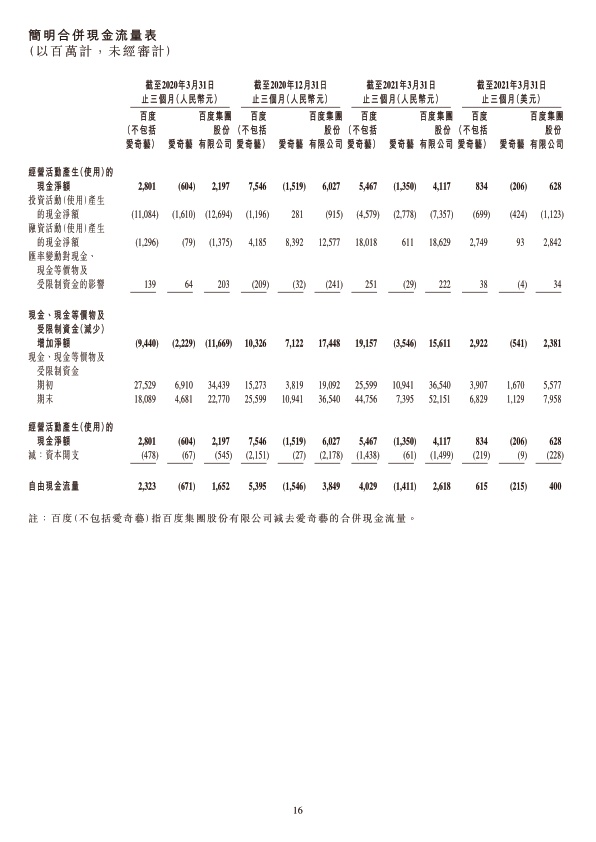 簡明合併現金流量表
(以百萬計，未經審計)
截至2020年3月31日 截至2020年12月31日 截至2021年3月31日 截至2021年3月31日
止三個月(人民幣元) 止三個月(人民幣元) 止三個月(人民幣元) 止三個月(美元)
百度 百度集團 百度 百度集團 百度 百度集團 百度 百度集團
(不包括 股份 (不包括 股份 (不包括 股份 (不包括 股份
愛奇藝) 愛奇藝 有限公司 愛奇藝) 愛奇藝 有限公司 愛奇藝) 愛奇藝 有限公司 愛奇藝) 愛奇藝 有限公司
經營活動產生(使用)的
現金淨額 2,801 (604) 2,197 7,546 (1,519) 6,027 5,467 (1,350) 4,117 834 (206) 628
投資活動(使用)產生
的現金淨額 (11,084) (1,610) (12,694) (1,196) 281 (915) (4,579) (2,778) (7,357) (699) (424) (1,123)
融資活動(使用)產生
的現金淨額 (1,296) (79) (1,375) 4,185 8,392 12,577 18,018 611 18,629 2,749 93 2,842
匯率變動對現金、
現金等價物及
受限制資金的影響 139 64 203 (209) (32) (241) 251 (29) 222 38 (4) 34
現金、現金等價物及
受限制資金(減少)
增加淨額 (9,440) (2,229) (11,669) 10,326 7,122 17,448 19,157 (3,546) 15,611 2,922 (541) 2,381
現金、現金等價物及
受限制資金
期初 27,529 6,910 34,439 15,273 3,819 19,092 25,599 10,941 36,540 3,907 1,670 5,577
期末 18,089 4,681 22,770 25,599 10,941 36,540 44,756 7,395 52,151 6,829 1,129 7,958
經營活動產生(使用)的
現金淨額 2,801 (604) 2,197 7,546 (1,519) 6,027 5,467 (1,350) 4,117 834 (206) 628
減：資本開支 (478) (67) (545) (2,151) (27) (2,178) (1,438) (61) (1,499) (219) (9) (228)
自由現金流量 2,323 (671) 1,652 5,395 (1,546) 3,849 4,029 (1,411) 2,618 615 (215) 400
註：百度(不包括愛奇藝)指百度集團股份有限公司減去愛奇藝的合併現金流量。
16